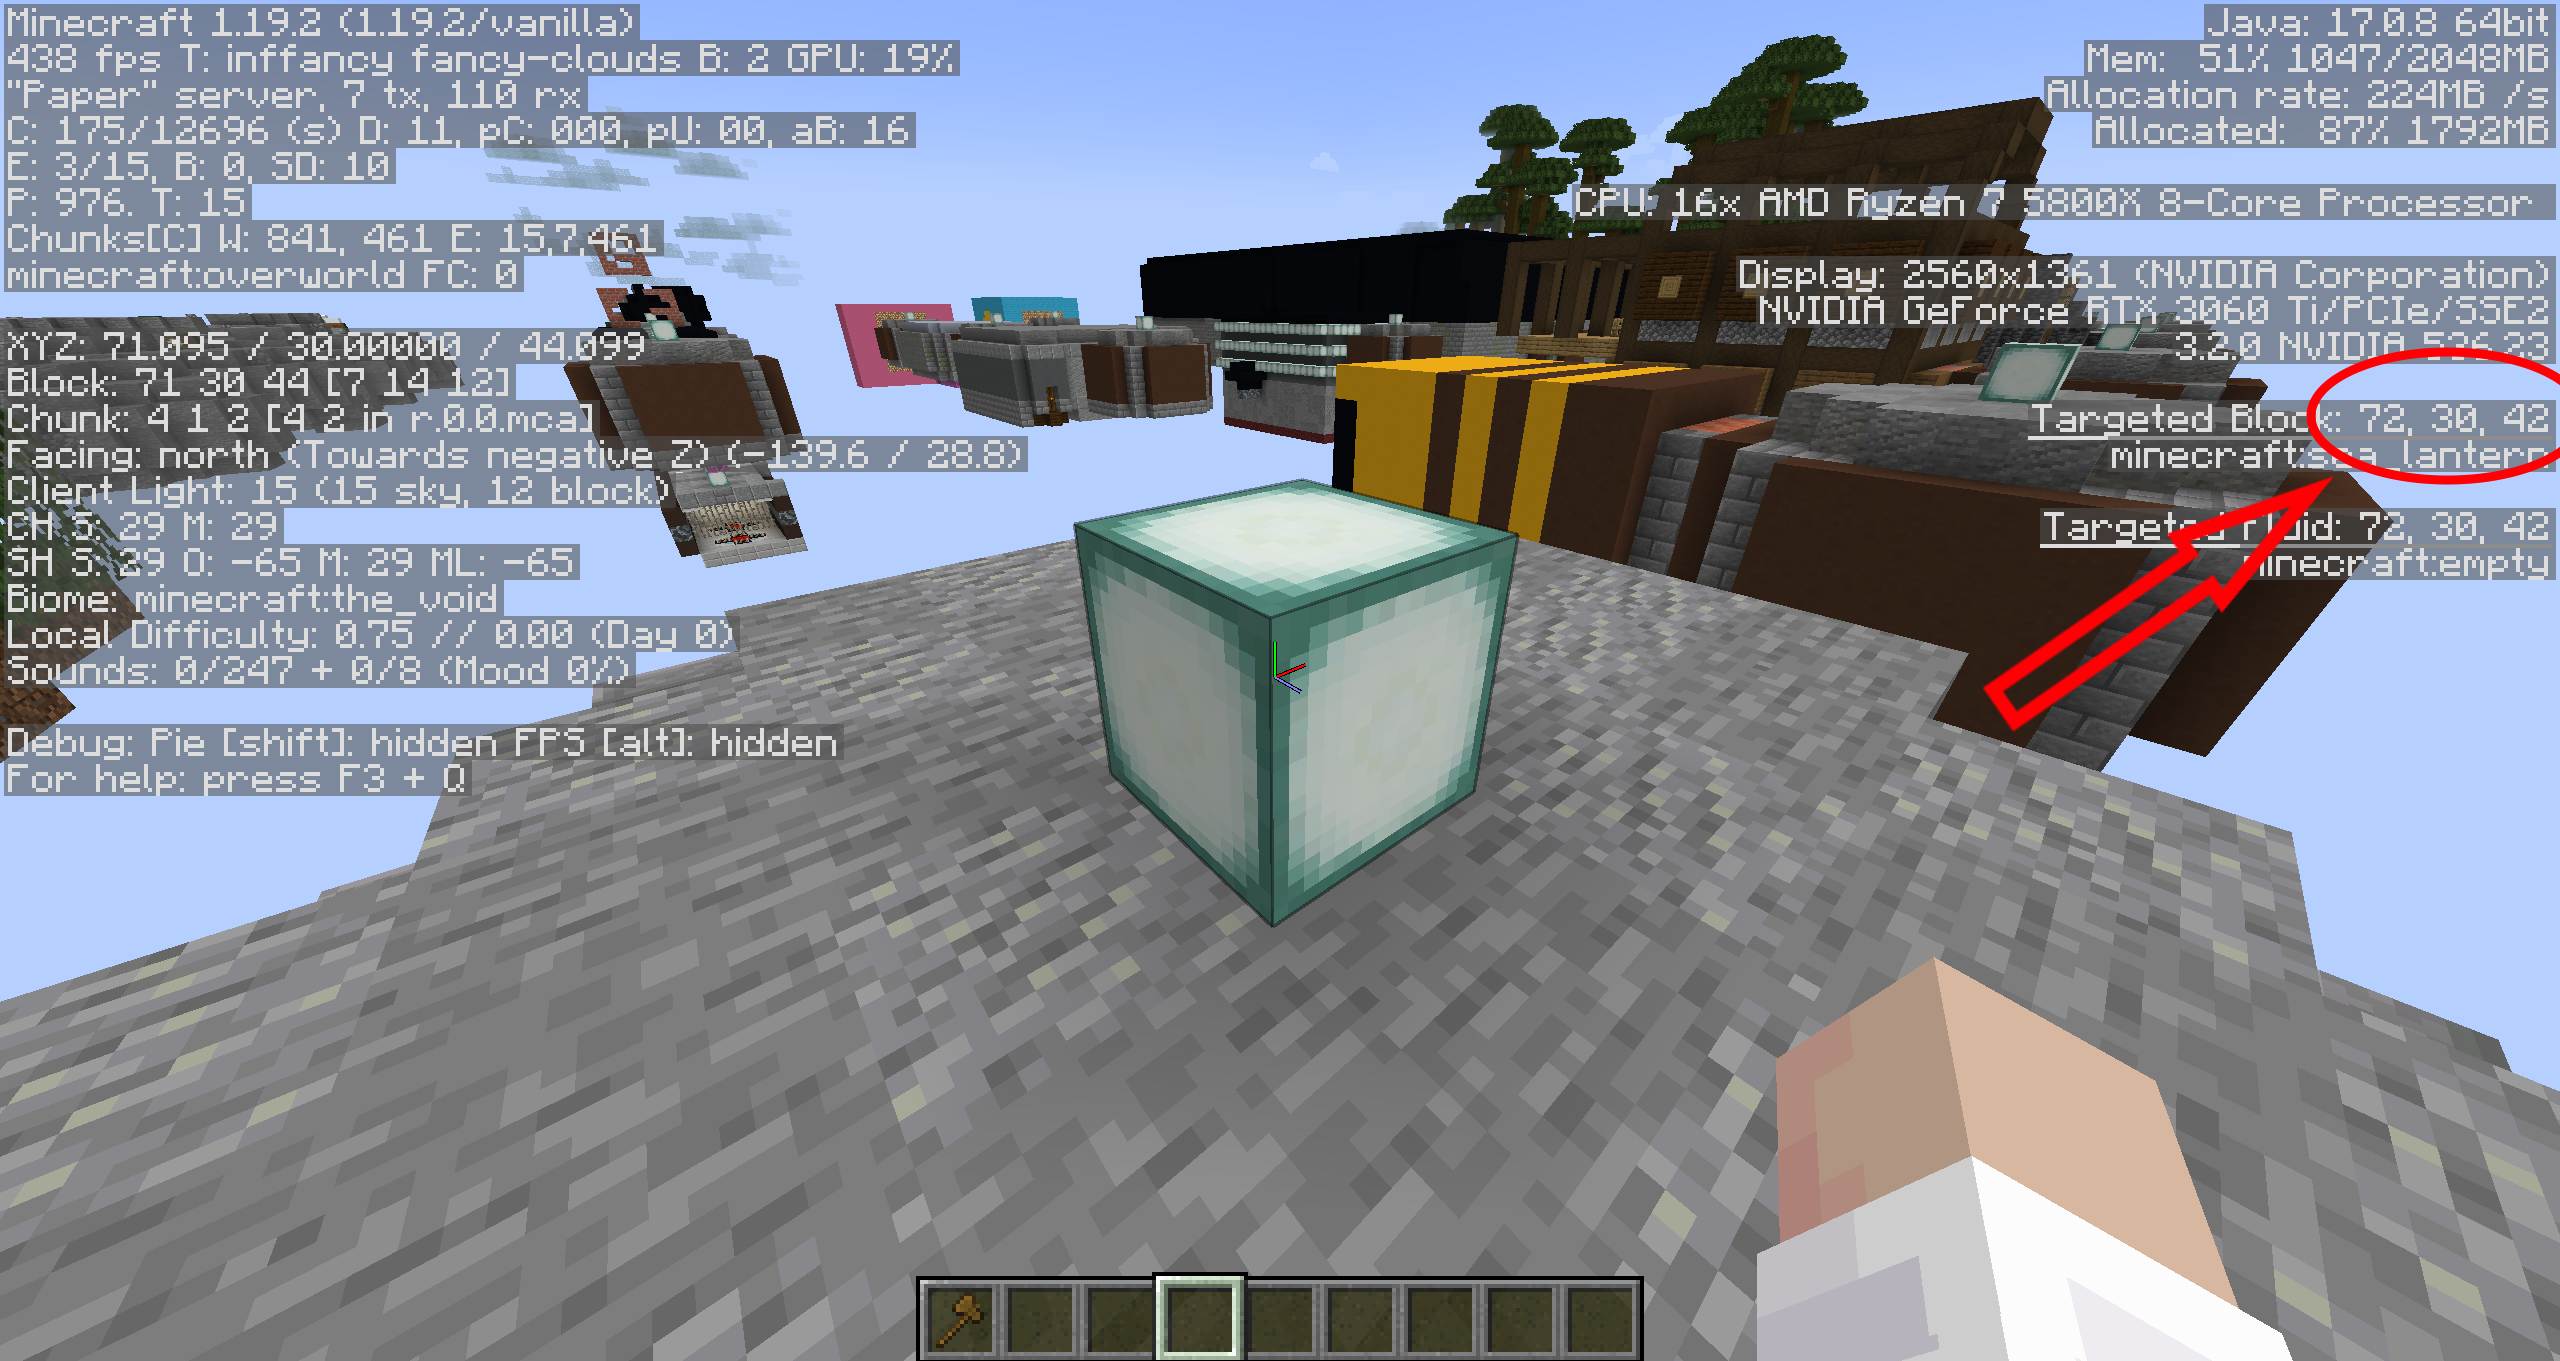 Minecraft 1.19.2 (1.19.2/vanilla)
438 fps T: inffancy fancy-clouds B: 2 GPU: 19%
"Paper" server, 7 tx, 110 rx
C: 175/12696 (s) D: 11, pC: 000, pU: 00, aB: 16
E: 3/15, B: 0, SD: 10
P: 976. T: 15
Chunks[C] W: 841, 461 E: 15,7,461
minecraft:overworld FC: 0
XYZ: 71.095 / 30.00000 / 44.099
Block: 71 30 44 [7 14 12]
Chunk: 4 1 2 [4 2 in r.0.0.mca]
Facing: north (Towards negative Z) (-139.6 / 28.8)
Client Light: 15 (15 sky, 12 block)
CH S: 29 M: 29
SH S: 29 O: -65 M: 29 ML: -65
Biome: minecraft:the_void
Local Difficulty: 0.75 // 0.00 (Day 0)
Sounds: 0/247 + 0/8 (Mood 0%)
Debug: Pie [shift]: hidden FPS [alt]: hidden
For help: press F3 + Q
Java: 17.0.8 64bit
Mem: 51% 1047/2048MB
Allocation rate: 224MB /s
Allocated: 87% 1792MB
CPU: 16x AMD Ryzen 7 5800X 8-Core Processor
Display: 2560x1361 (NVIDIA Corporation)
NVIDIA GeForce RTX 3060 Ti/PCIe/SSE2
3.2.0 NVIDIA 536.23
Targeted Block: 72, 30, 42
minecraft:sea_lantern
Targeted Fluid: 72, 30, 42
minecraft:empty